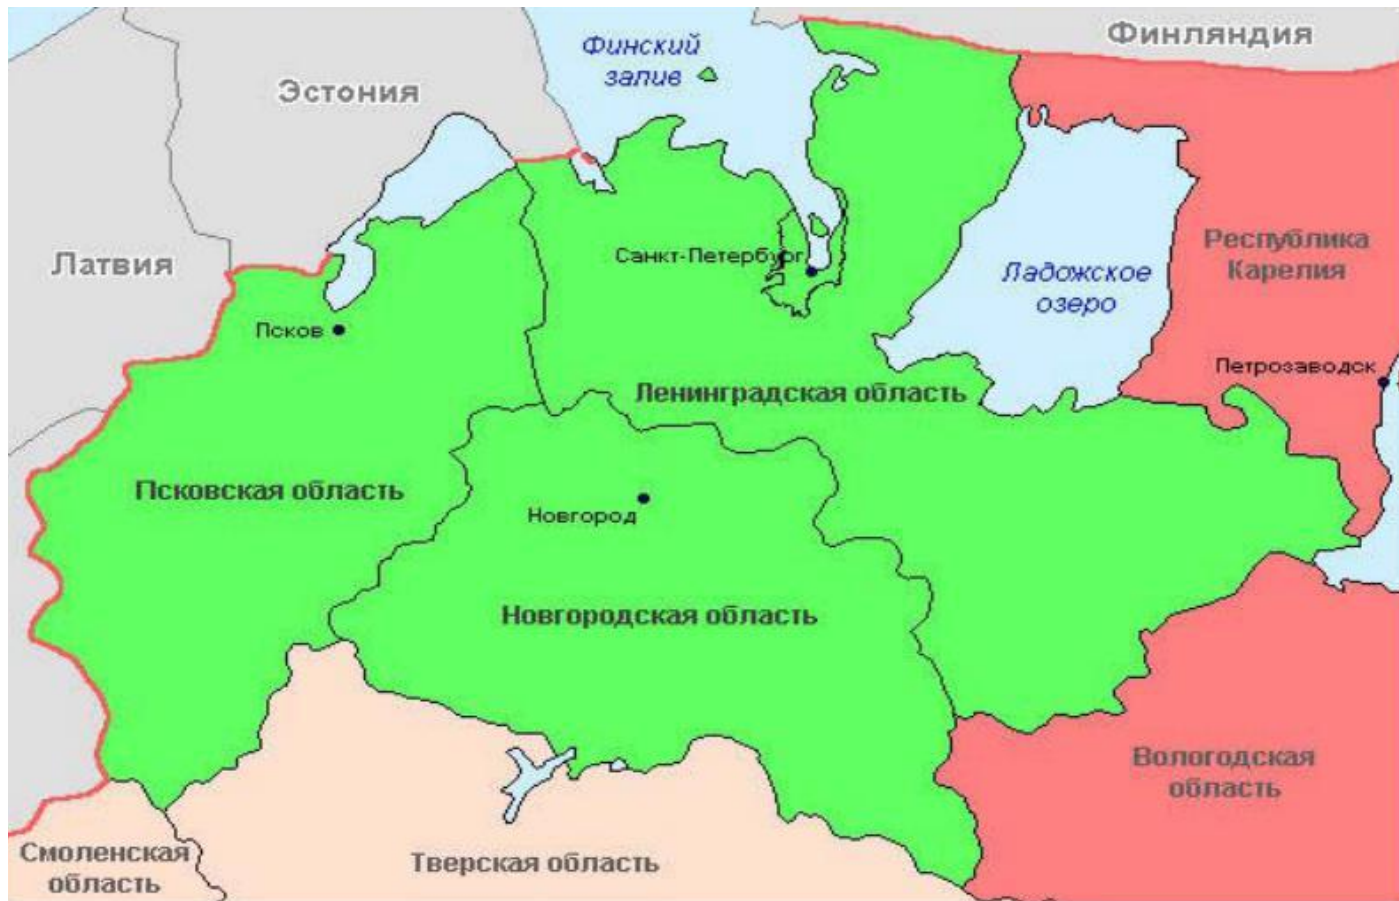 Финляндия
Финский
залив
Эстония
Республика
Карелия
Латвия
Санкт-Петербург
Ладожское
озеро
Псков
Петрозаводск
Ленинградская область
Псковская область
Новгород
Новгородская область
Вологодская
область
Смоленская
область
Тверская область